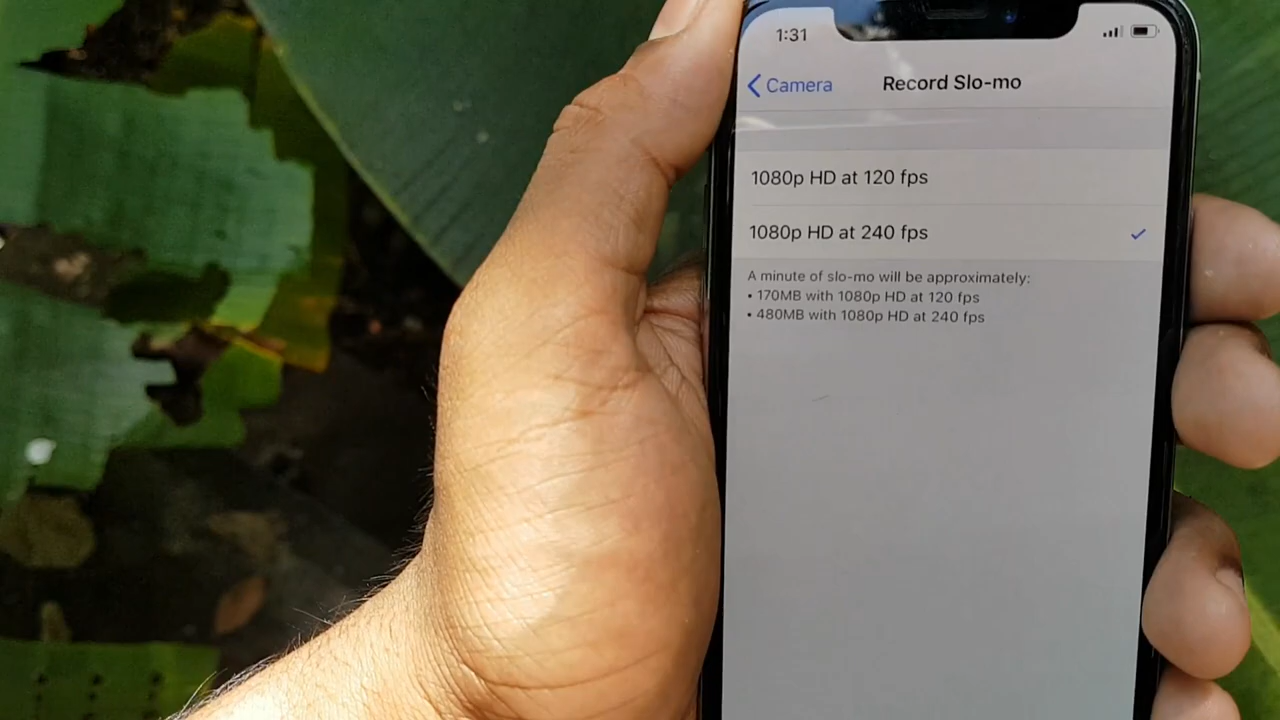 1:31
Camera
Record Slo-mo
1080p HD at 120 fps
1080p HD at 240 fps
A minute of slo-mo will be approximately:
• 170MB with 1080p HD at 120 fps
• 480MB with 1080p HD at 240 fps